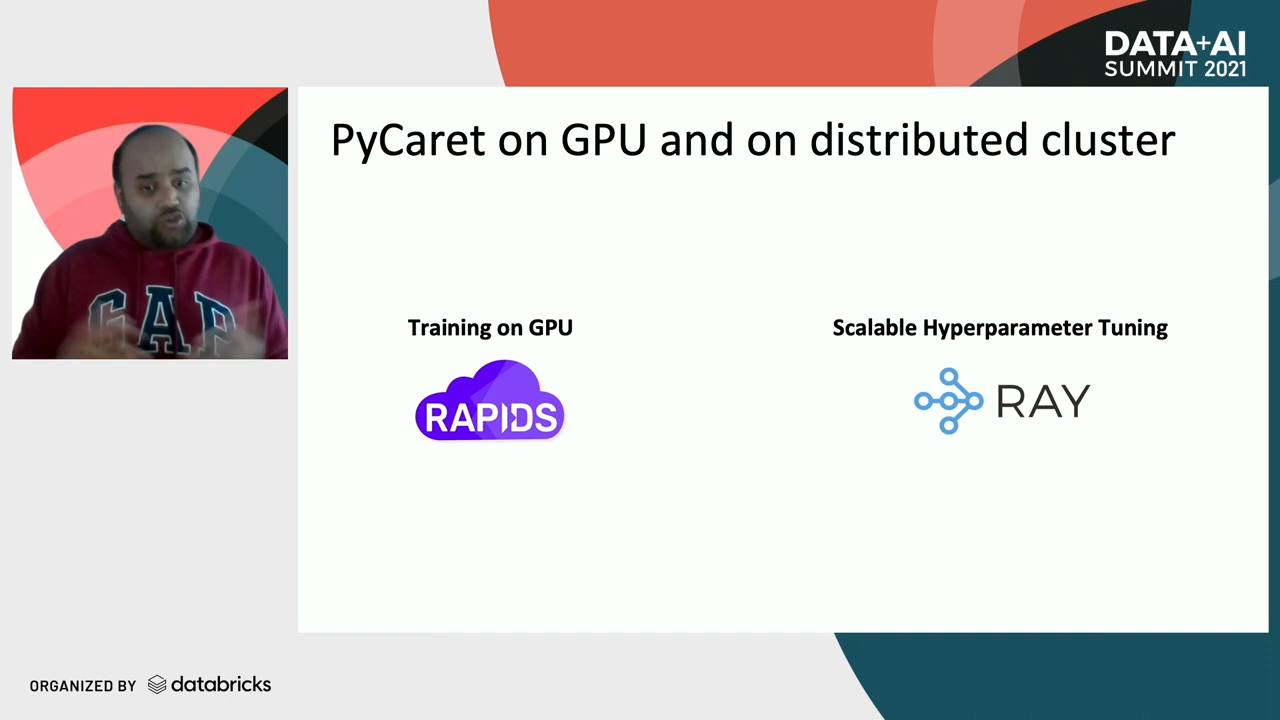 DATA+AI
SUMMIT 2021
PyCaret on GPU and on distributed cluster
GAP
Training on GPU
Scalable Hyperparameter Tuning
RAPIDS
RAY
ORGANIZED BY databricks